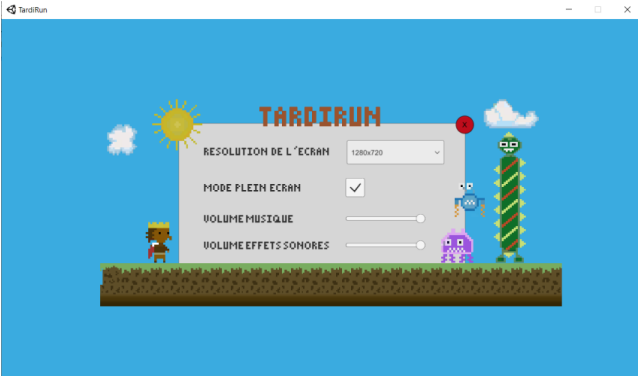 TardiRun
TARDIRUN
X
RESOLUTION DE L'ECRAN
1280x720
MODE PLEIN ECRAN
VOLUME MUSIQUE
VOLUME EFFETS SONORES